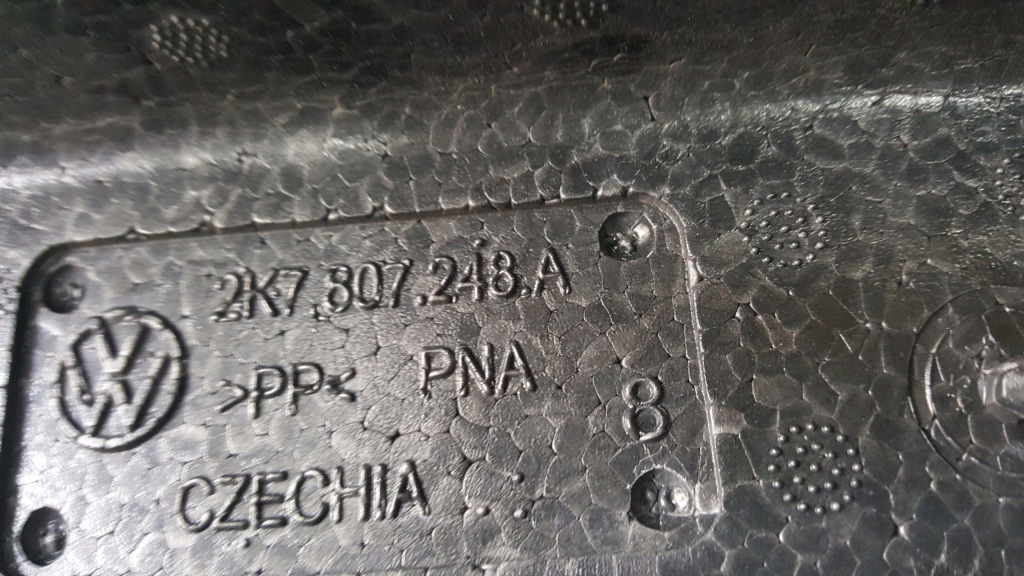 2K7.807.248.A
>PP< PNA
8
CZECHIA